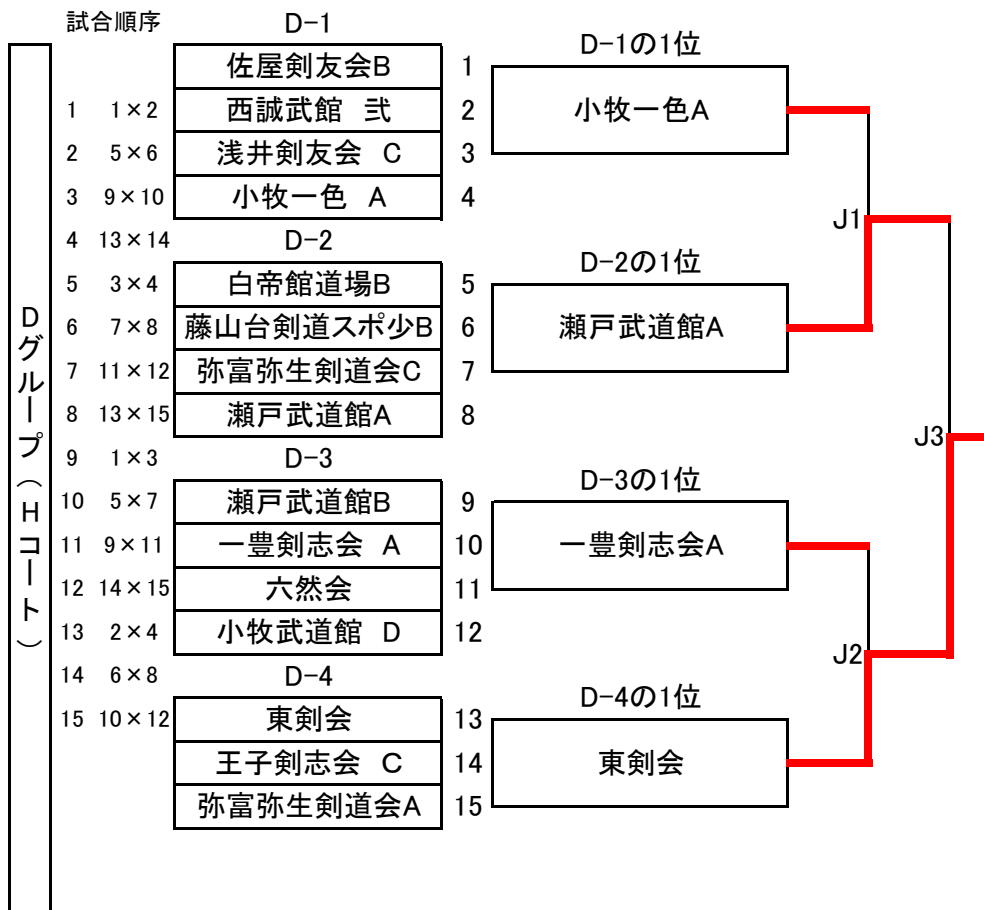 試合順序 D-1
佐屋剣友会B 1
1 1×2 西誠武館 弐 2
2 5×6 浅井剣友会 C 3
3 9×10 小牧一色 A 4
D-1の1位
小牧一色A
4 13×14 D-2
5 3×4 白帝館道場B 5
6 7×8 藤山台剣道スポ少B 6
7 11×12 弥富弥生剣道会C 7
8 13×15 瀬戸武道館A 8
D-2の1位
瀬戸武道館A
J1
9 1×3 D-3
10 5×7 瀬戸武道館B 9
11 9×11 一豊剣志会 A 10
12 14×15 六然会 11
13 2×4 小牧武道館 D 12
D-3の1位
一豊剣志会A
J3
14 6×8 D-4
15 10×12 東剣会 13
王子剣志会 C 14
弥富弥生剣道会A 15
D-4の1位
東剣会
J2
Dグループ(Hコート)